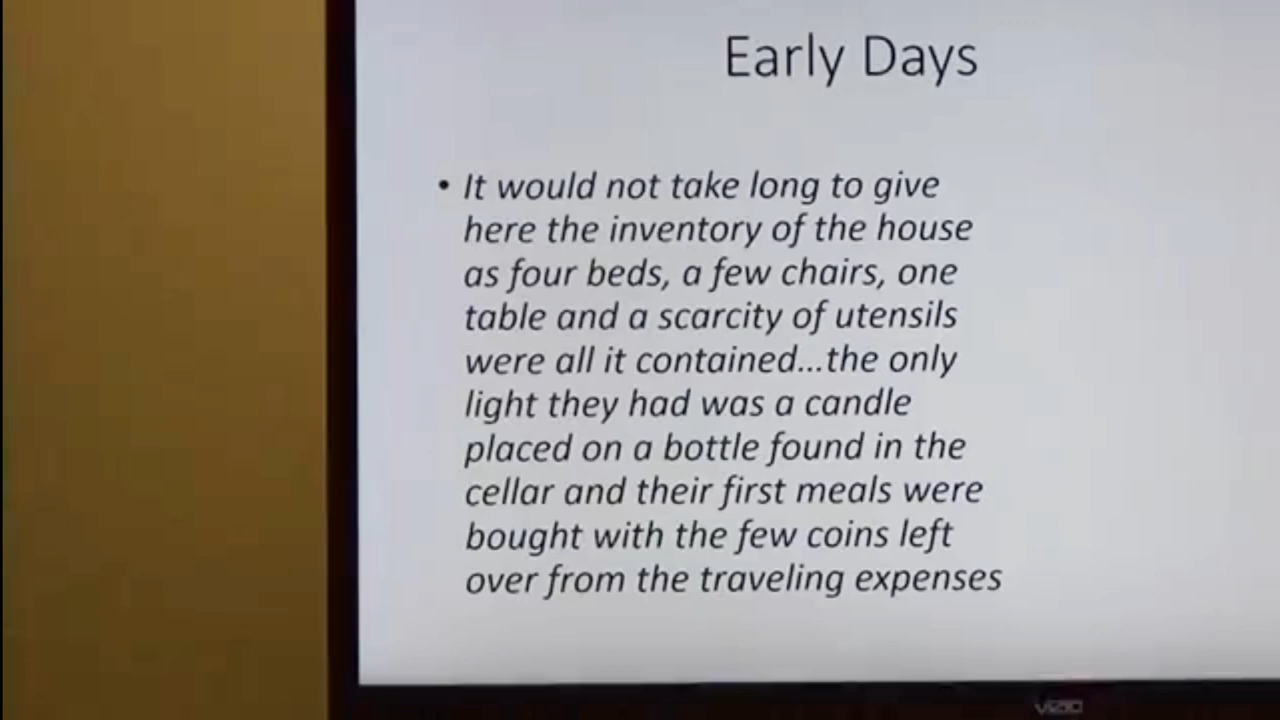 Early Days
• It would not take long to give
here the inventory of the house
as four beds, a few chairs, one
table and a scarcity of utensils
were all it contained...the only
light they had was a candle
placed on a bottle found in the
cellar and their first meals were
bought with the few coins left
over from the traveling expenses
VIZIO